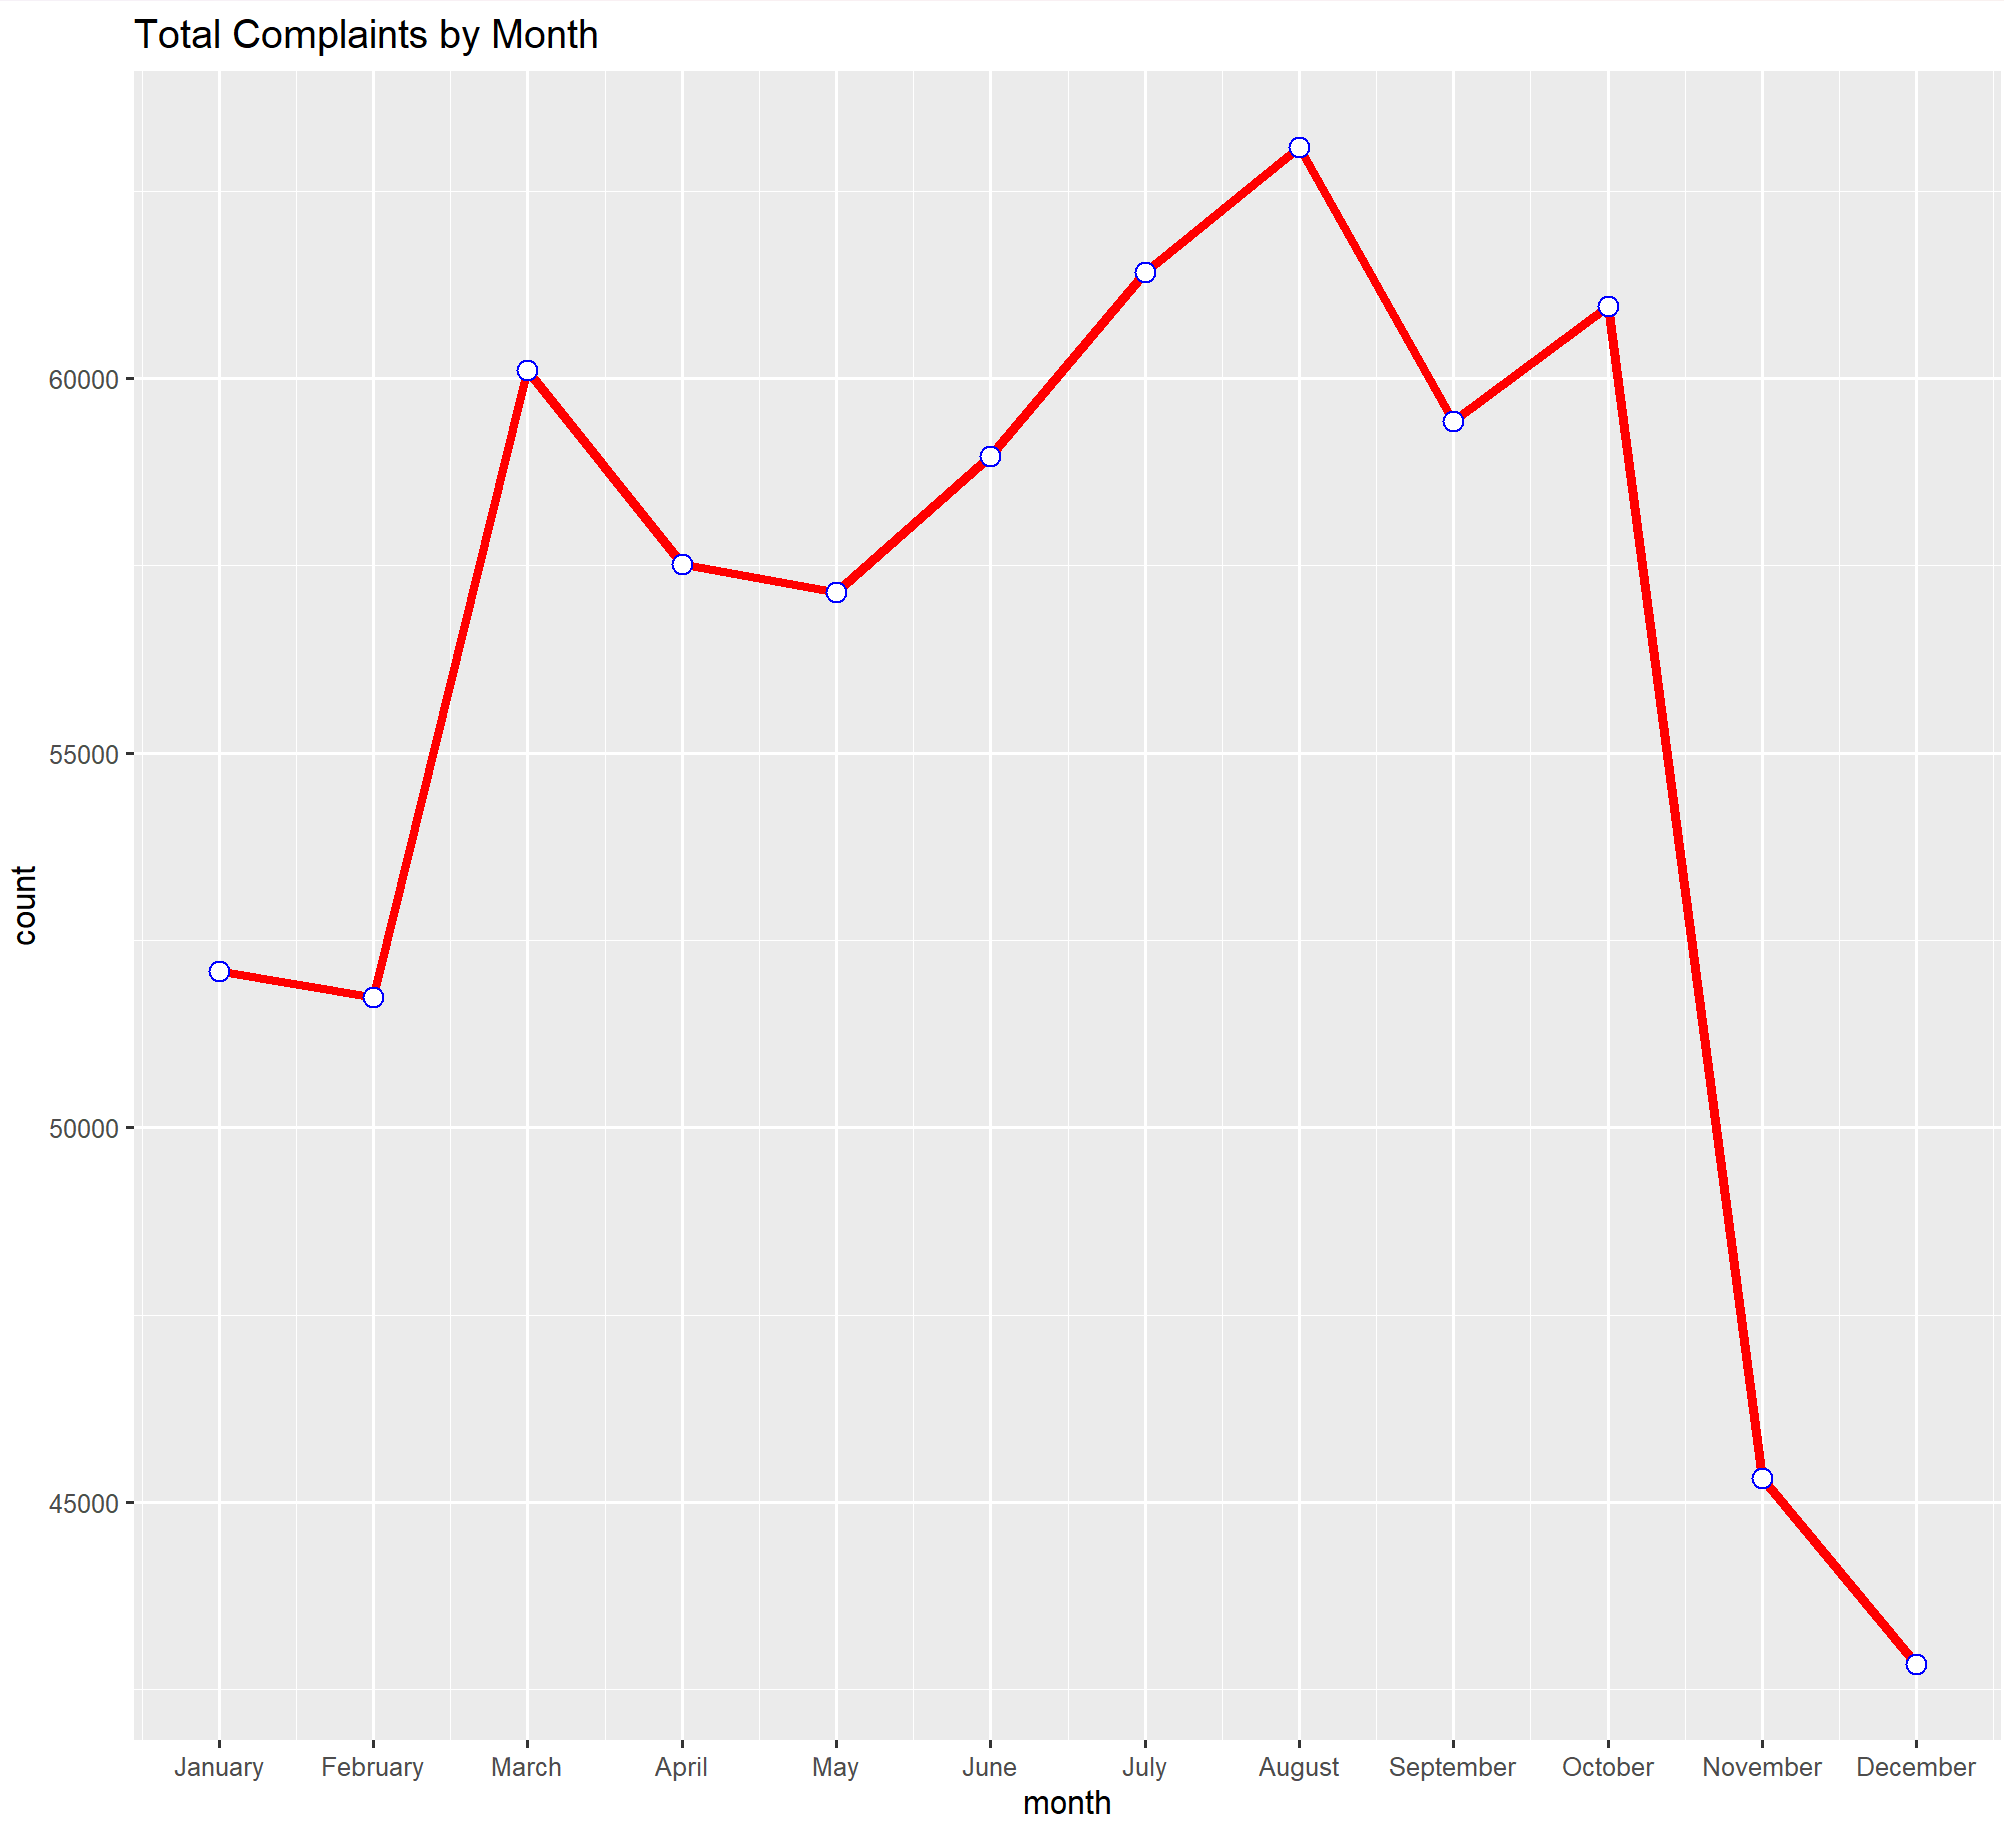 Total Complaints by Month
60000
55000
50000
45000
count
January February March April May June July August September October November December
month